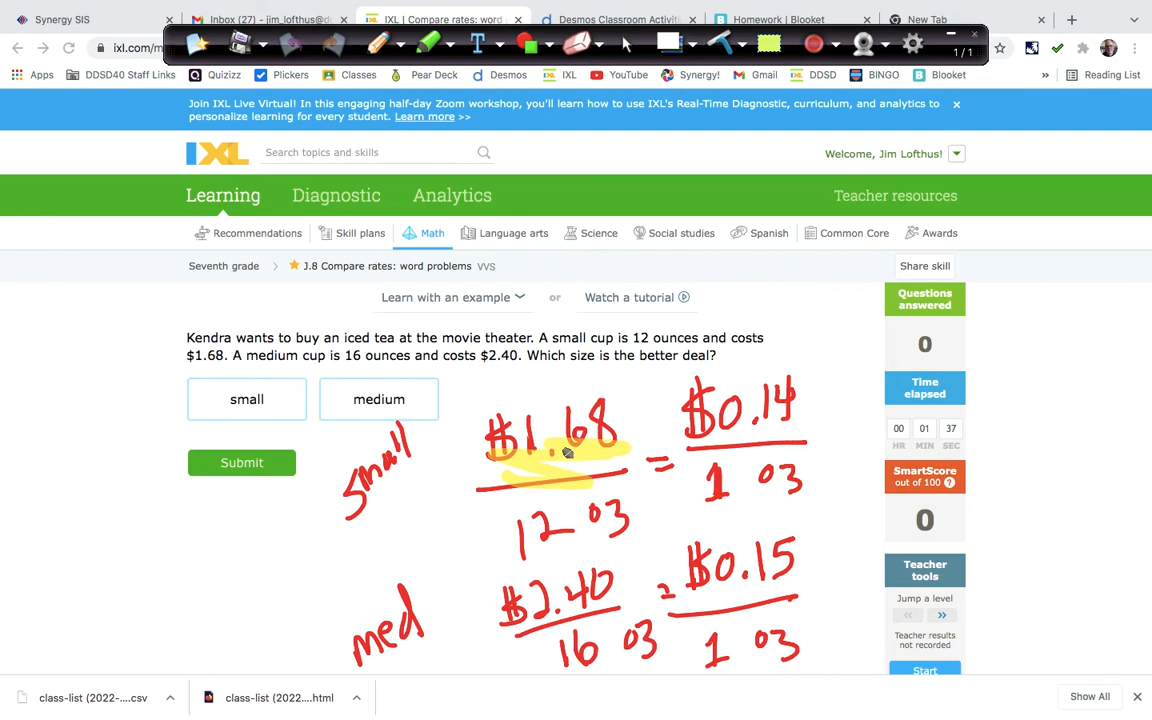 Synergy SIS
Inbox (27) - jim_lofthus@d
IXL | Compare rates: word
Desmos Classroom Activiti
Homework | Blooket
New Tab
ixl.com/m
T
1 / 1
Apps
DDSD40 Staff Links
Quizizz
Plickers
Classes
Pear Deck
Desmos
IXL
YouTube
Synergy!
Gmail
DDSD
BINGO
Blooket
»
Reading List
Join IXL Live Virtual! In this engaging half-day Zoom workshop, you'll learn how to use IXL's Real-Time Diagnostic, curriculum, and analytics to
personalize learning for every student. Learn more >>
IXL
Search topics and skills
Welcome, Jim Lofthus!
Learning
Diagnostic
Analytics
Teacher resources
Recommendations
Skill plans
Math
Language arts
Science
Social studies
Spanish
Common Core
Awards
Seventh grade > J.8 Compare rates: word problems VVS
Share skill
Learn with an example or Watch a tutorial
Kendra wants to buy an iced tea at the movie theater. A small cup is 12 ounces and costs
$1.68. A medium cup is 16 ounces and costs $2.40. Which size is the better deal?
small
medium
Submit
small
$1.68 = $0.14
12 oz 1 oz
med
$2.40 = $0.15
16 oz 1 oz
Questions
answered
0
Time
elapsed
00 01 37
HR MIN SEC
SmartScore
out of 100 ?
0
Teacher
tools
Jump a level
« »
Teacher results
not recorded
Start
class-list (2022-....csv
class-list (2022....html
Show All